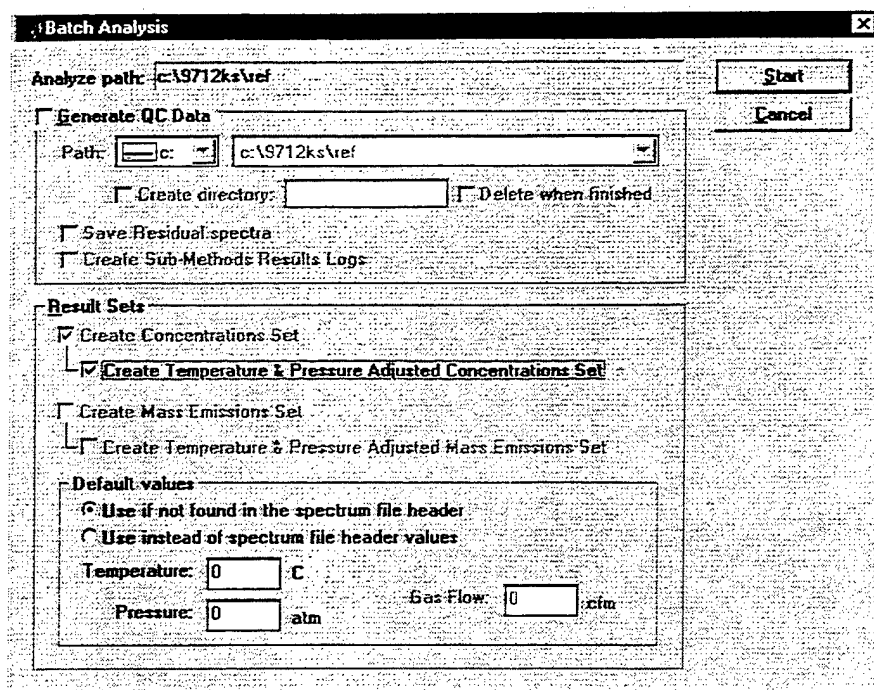 Batch Analysis
Analyze path: c:\9712ks\ref
Start
Generate QC Data
Cancel
Path: c: c:\9712ks\ref
Create directory: Delete when finished
Save Residual spectra
Create Sub-Methods Results Logs
Result Sets
Create Concentrations Set
Create Temperature & Pressure Adjusted Concentrations Set
Create Mass Emissions Set
Create Temperature & Pressure Adjusted Mass Emissions Set
Default values
Use if not found in the spectrum file header
Use instead of spectrum file header values
Temperature: 0 C
Gas Flow: 0 cfm
Pressure: 0 atm